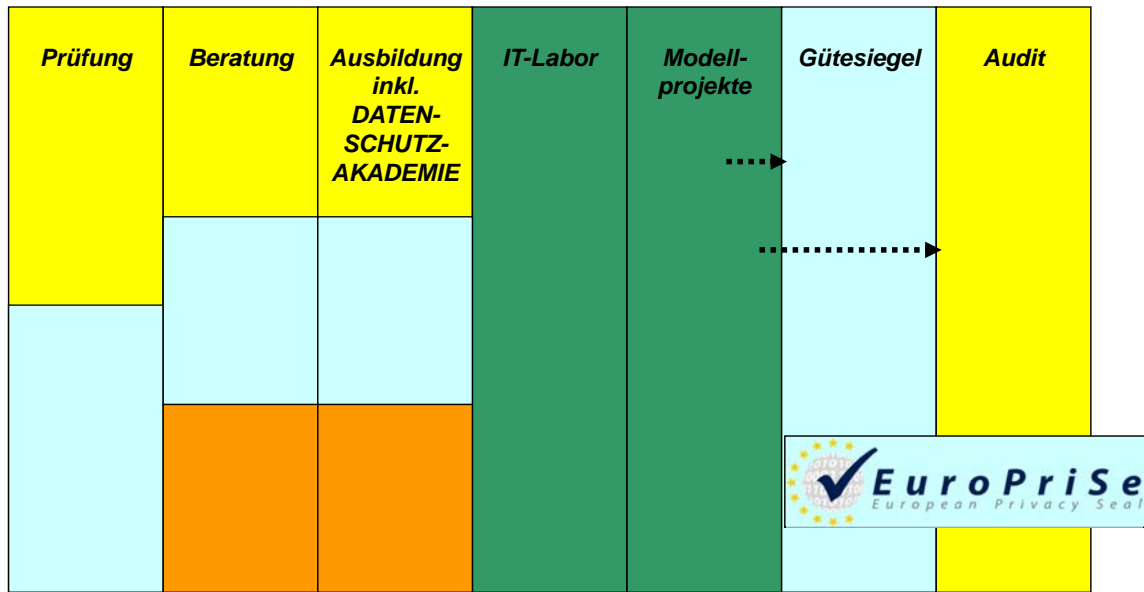 Prüfung
Beratung
Ausbildung
inkl.
DATEN-
SCHUTZ-
AKADEMIE
IT-Labor
Modell-
projekte
Gütesiegel
Audit
EuroPriSe
European Privacy Seal